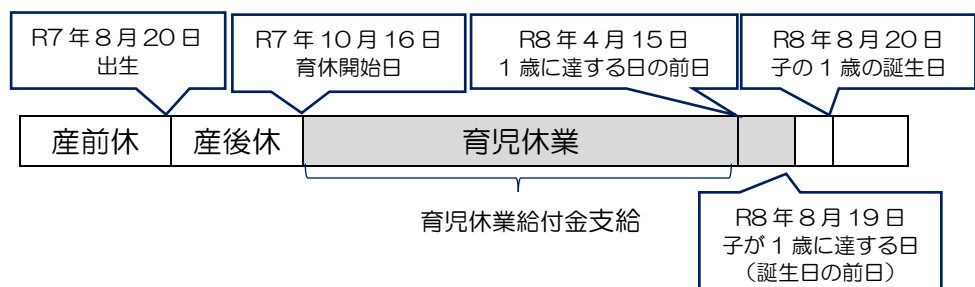 R7年8月20日
出生
R7年10月16日
育休開始日
R8年4月15日
1歳に達する日の前日
R8年8月20日
子の1歳の誕生日
産前休
産後休
育児休業
育児休業給付金支給
R8年8月19日
子が1歳に達する日
（誕生日の前日）